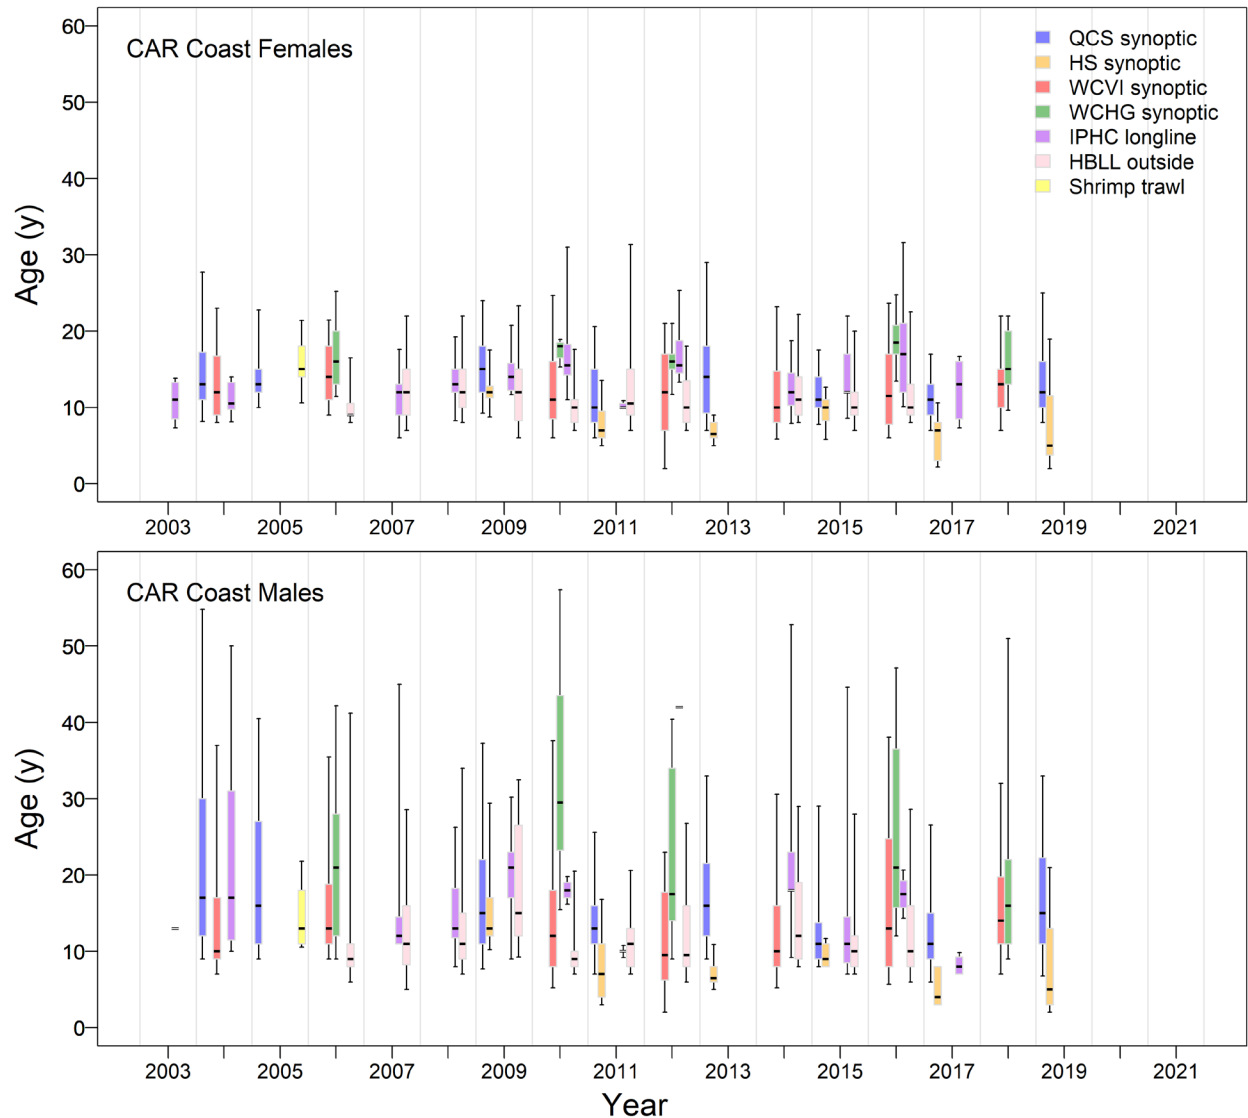 CAR Coast Females
QCS synoptic
HS synoptic
WCVI synoptic
WCHG synoptic
IPHC longline
HBLL outside
Shrimp trawl
Age (y)
60
50
40
30
20
10
0
2003 2005 2007 2009 2011 2013 2015 2017 2019 2021
CAR Coast Males
Age (y)
60
50
40
30
20
10
0
2003 2005 2007 2009 2011 2013 2015 2017 2019 2021
Year